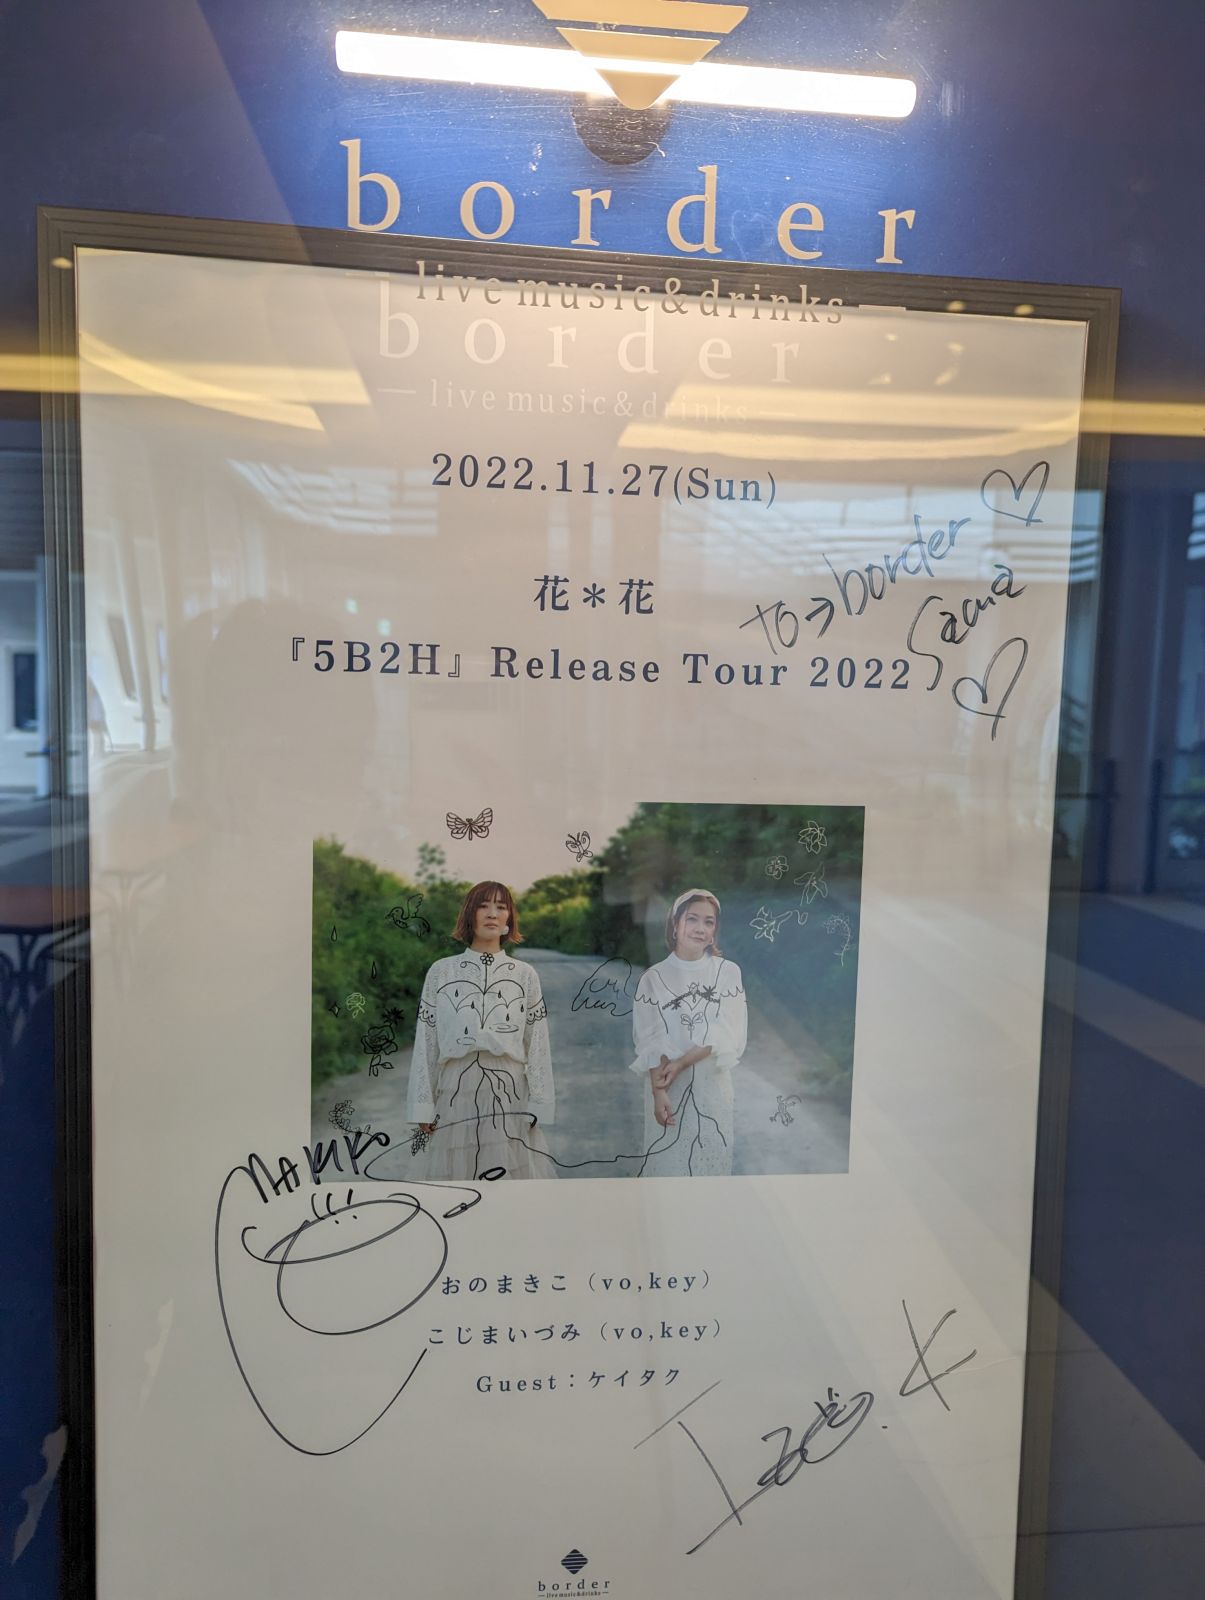 border
live music&drinks
border
live music&drinks
2022.11.27(Sun)
to→border
sama
花＊花
『5B2H』Release Tour 2022
MAKIKO
おのまきこ（vo,key）
こじまいづみ（vo,key）
Guest：ケイタク
border
live music&drinks